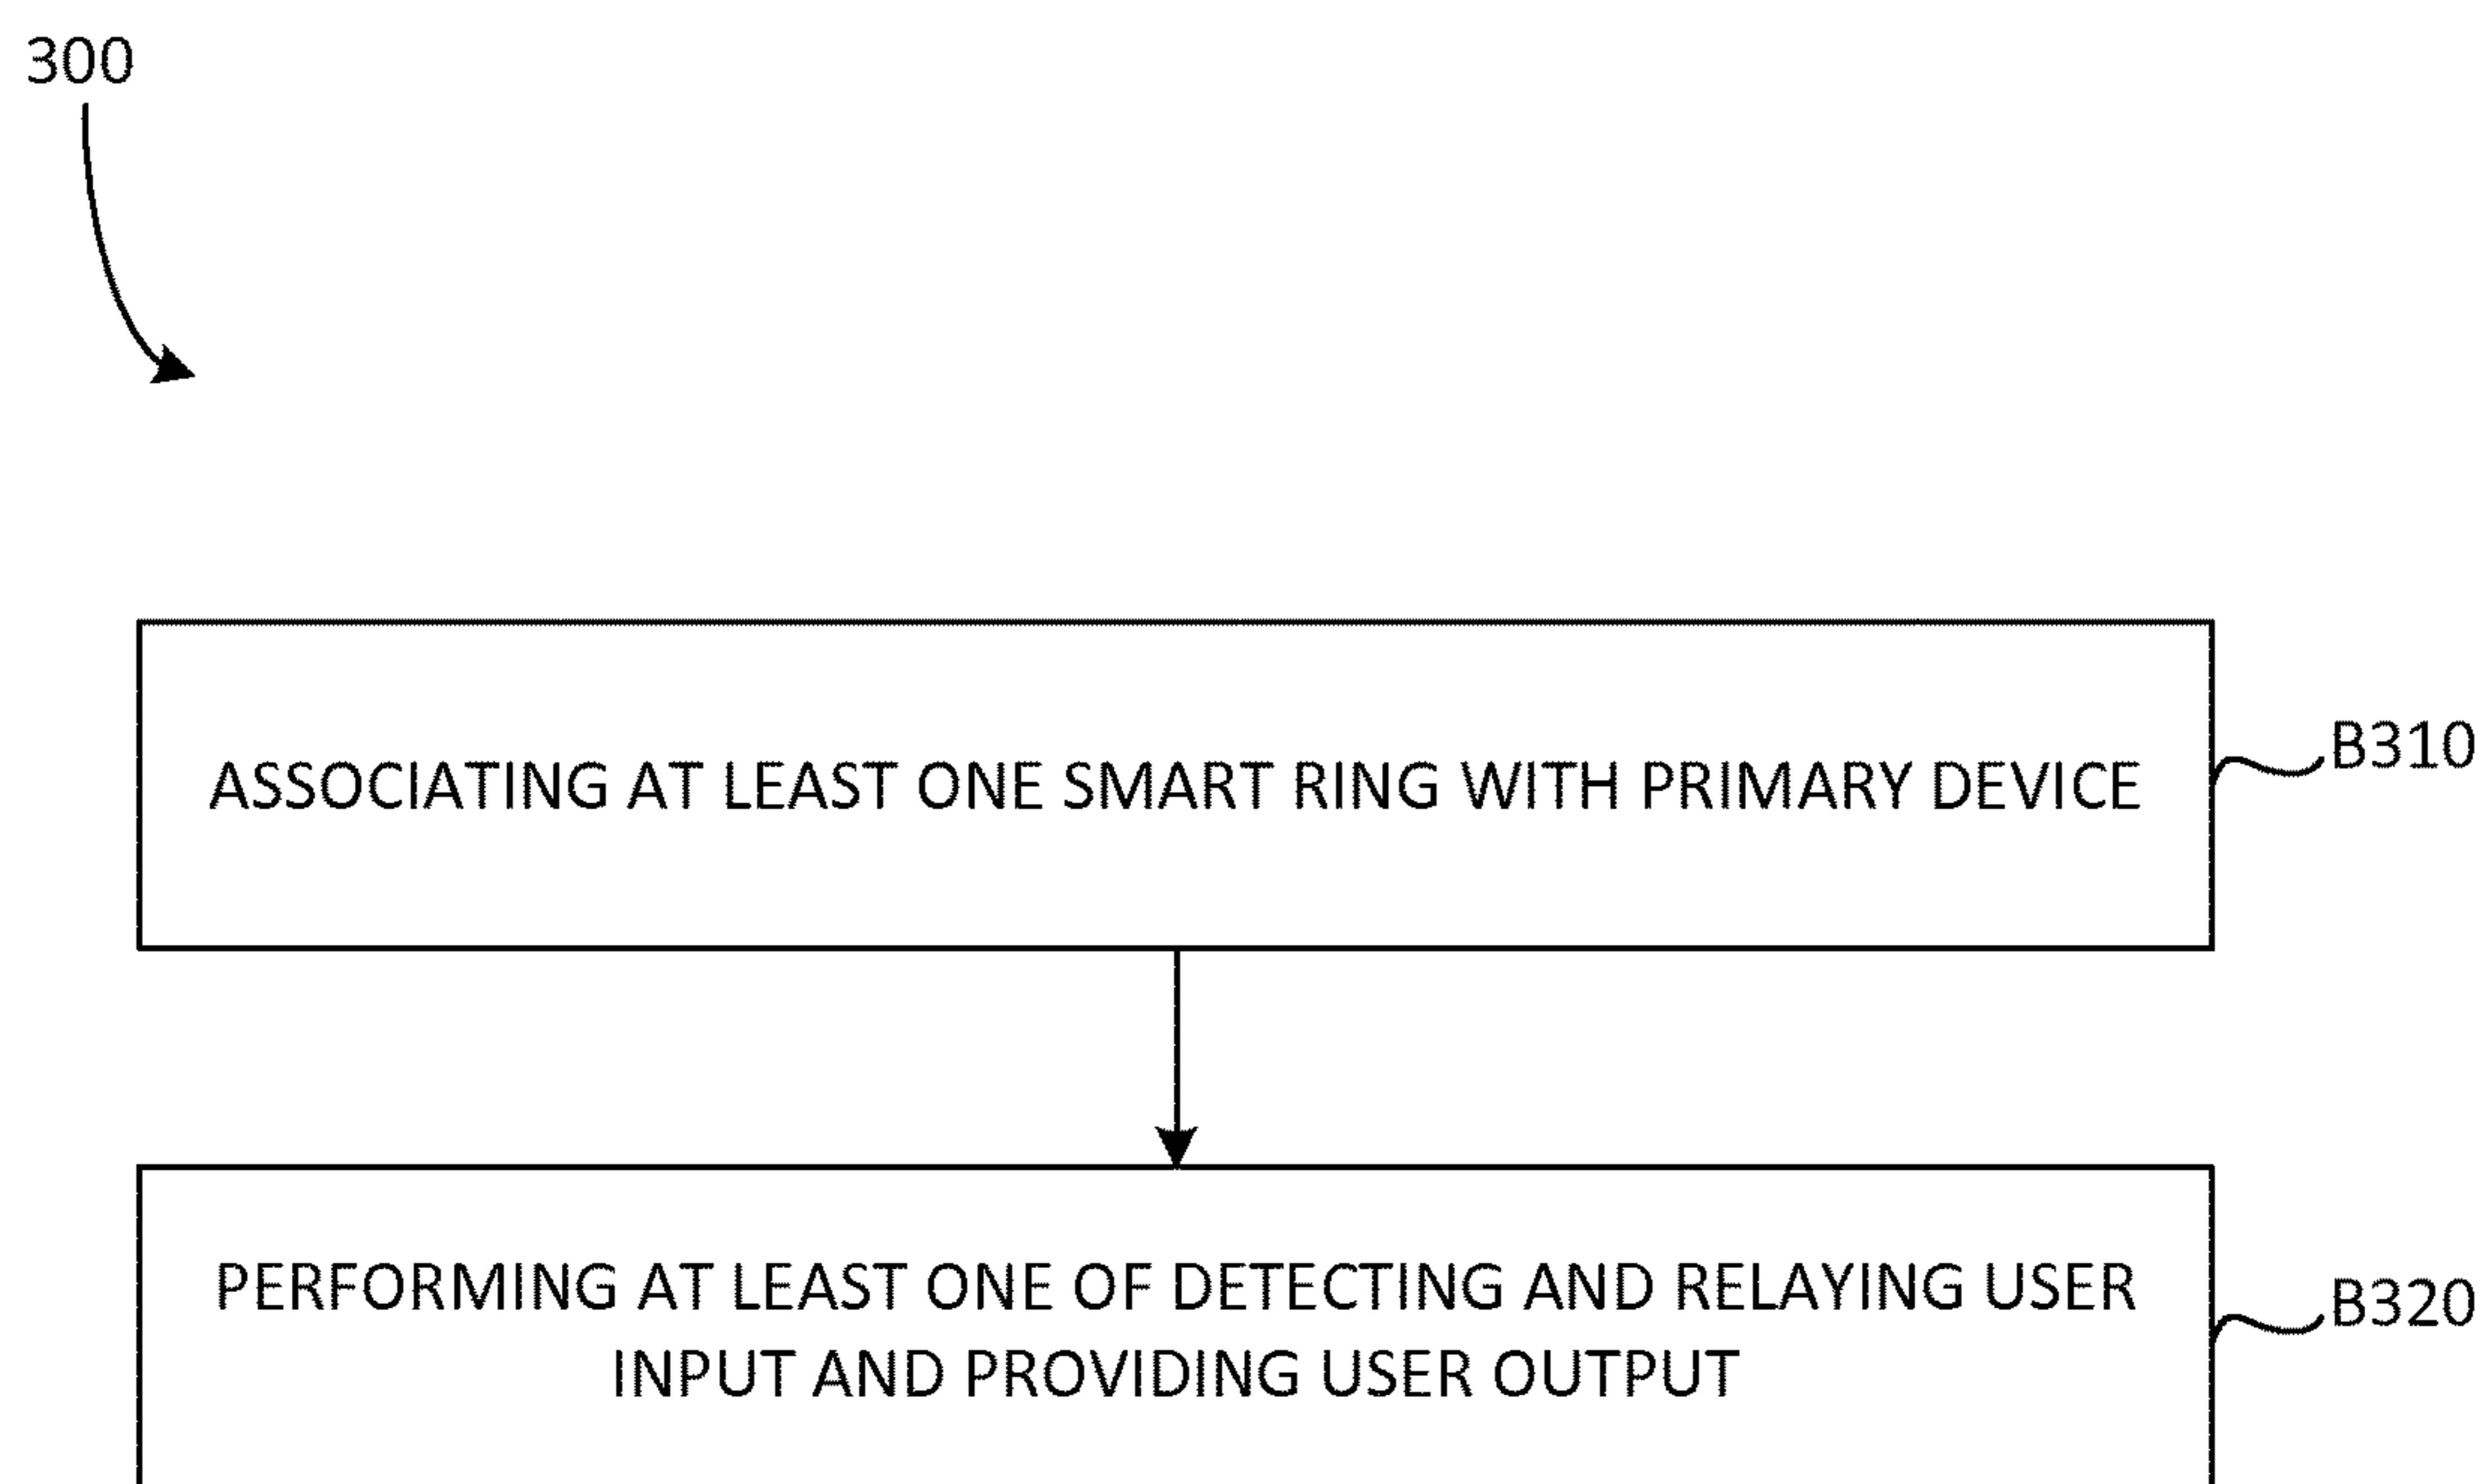 300
ASSOCIATING AT LEAST ONE SMART RING WITH PRIMARY DEVICE
B310
PERFORMING AT LEAST ONE OF DETECTING AND RELAYING USER
INPUT AND PROVIDING USER OUTPUT
B320